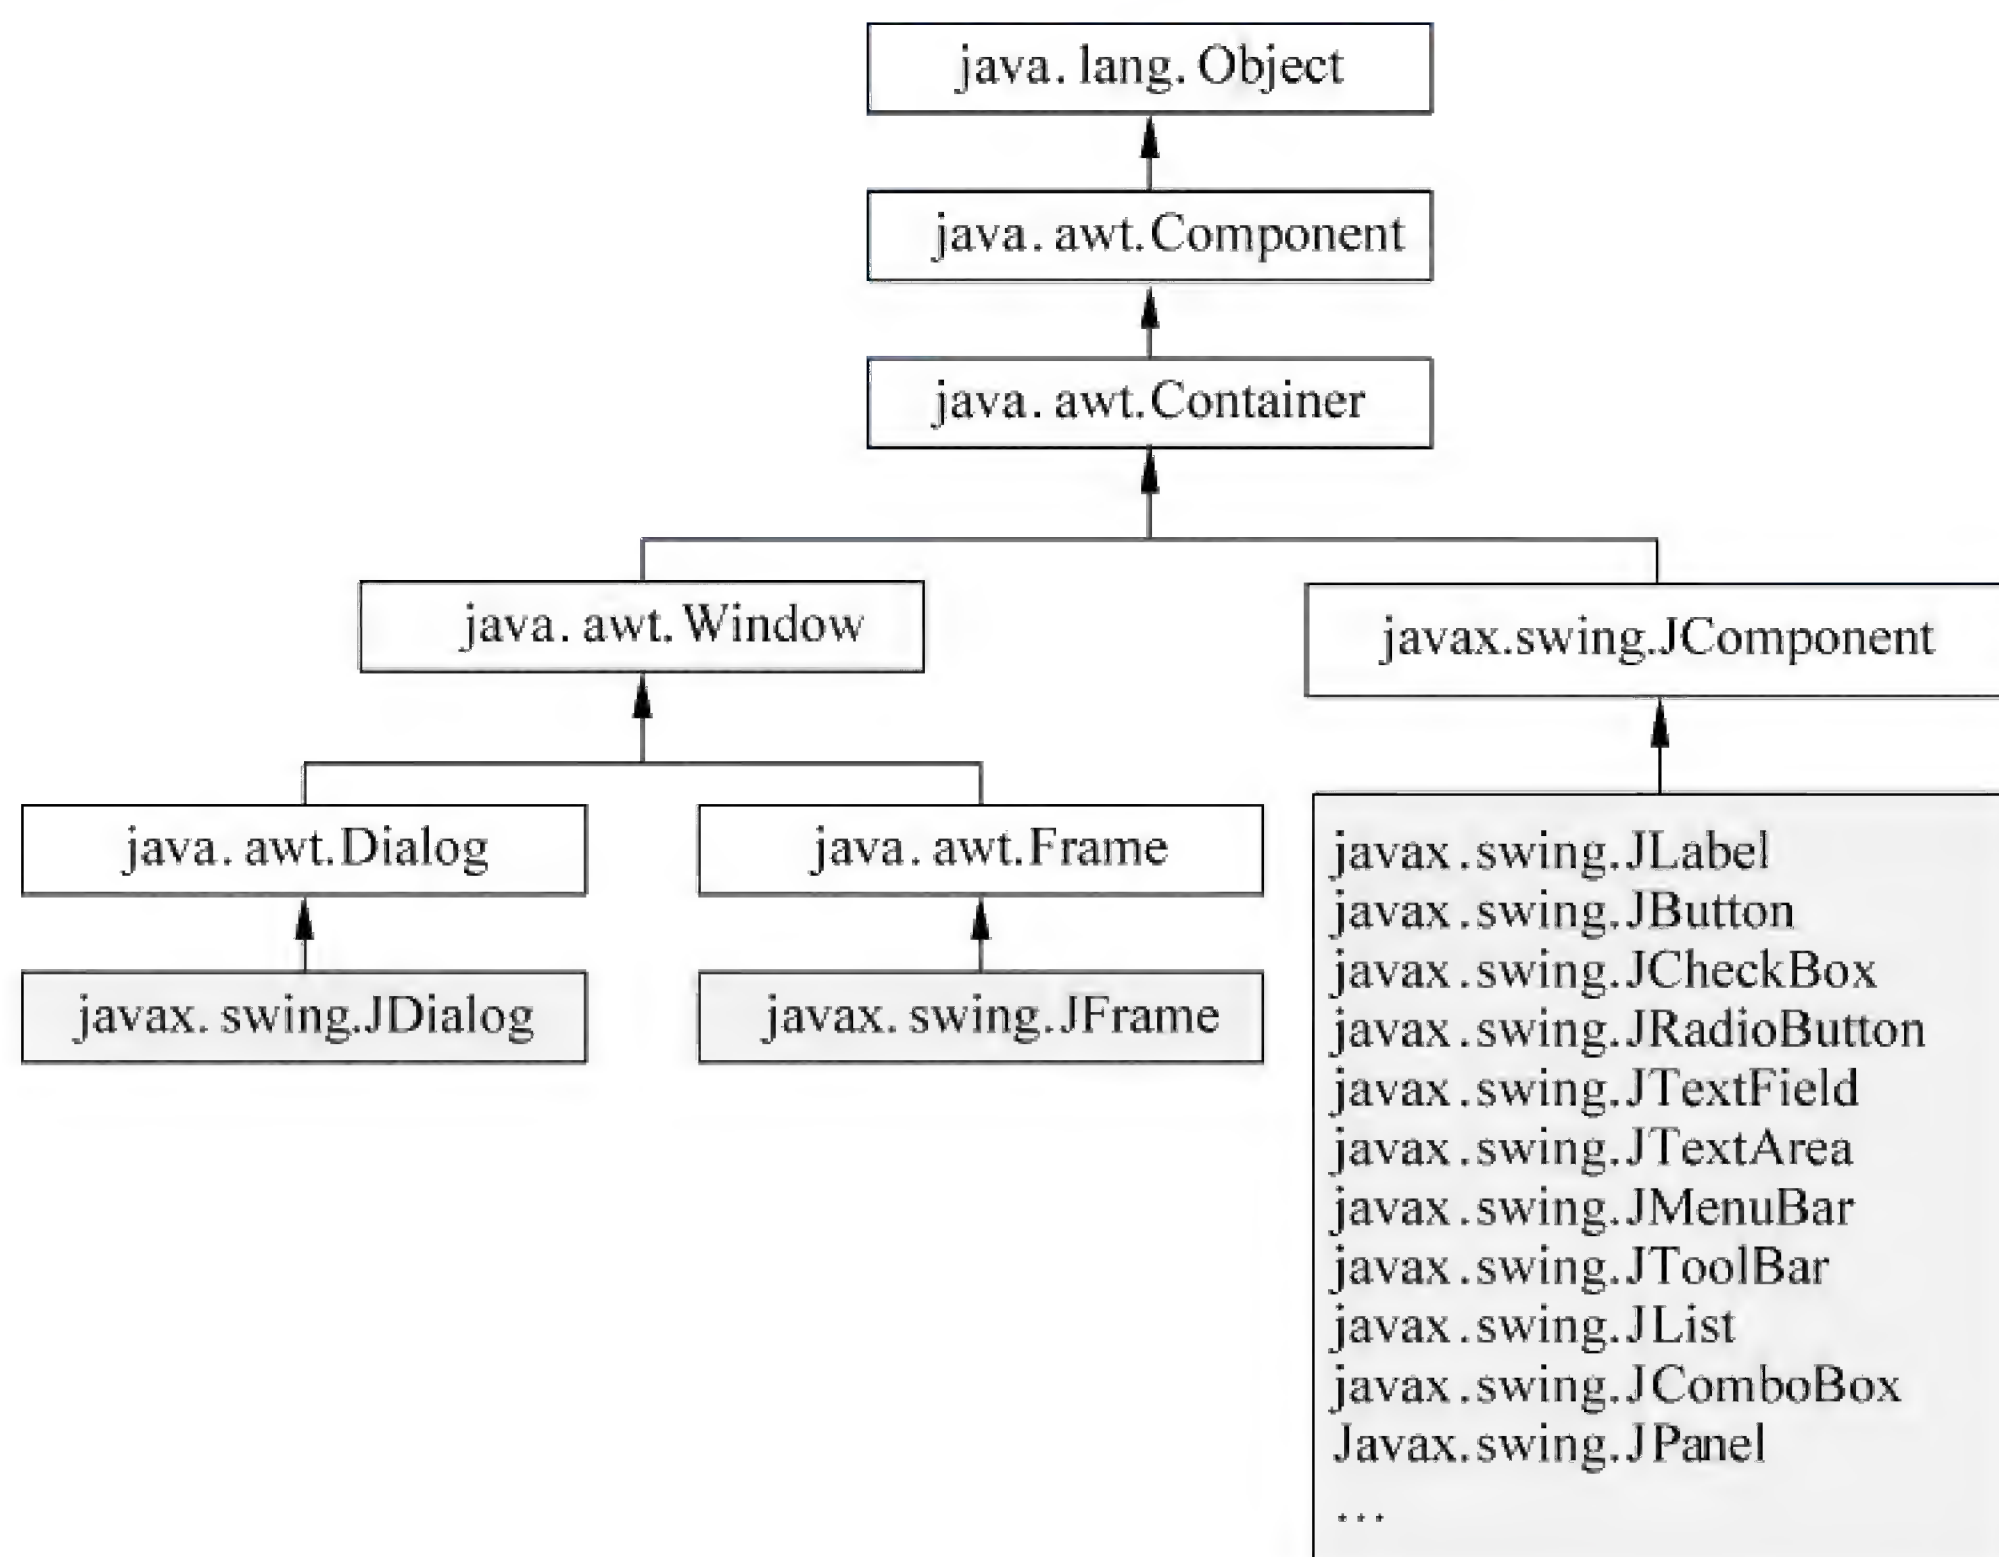 java. lang. Object
java. awt.Component
java. awt.Container
java. awt. Window
javax.swing.JComponent
java. awt.Dialog
java. awt.Frame
javax. swing.JDialog
javax. swing.JFrame
javax.swing.JLabel
javax.swing.JButton
javax.swing.JCheckBox
javax.swing.JRadioButton
javax.swing.JTextField
javax.swing.JTextArea
javax.swing.JMenuBar
javax.swing.JToolBar
javax.swing.JList
javax.swing.JComboBox
Javax.swing.JPanel
...